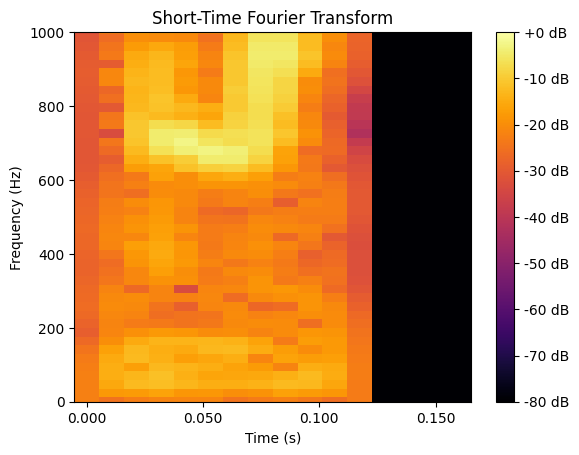 Short-Time Fourier Transform
1000
800
600
400
200
0
Frequency (Hz)
0.000
0.050
0.100
0.150
Time (s)
+0 dB
-10 dB
-20 dB
-30 dB
-40 dB
-50 dB
-60 dB
-70 dB
-80 dB